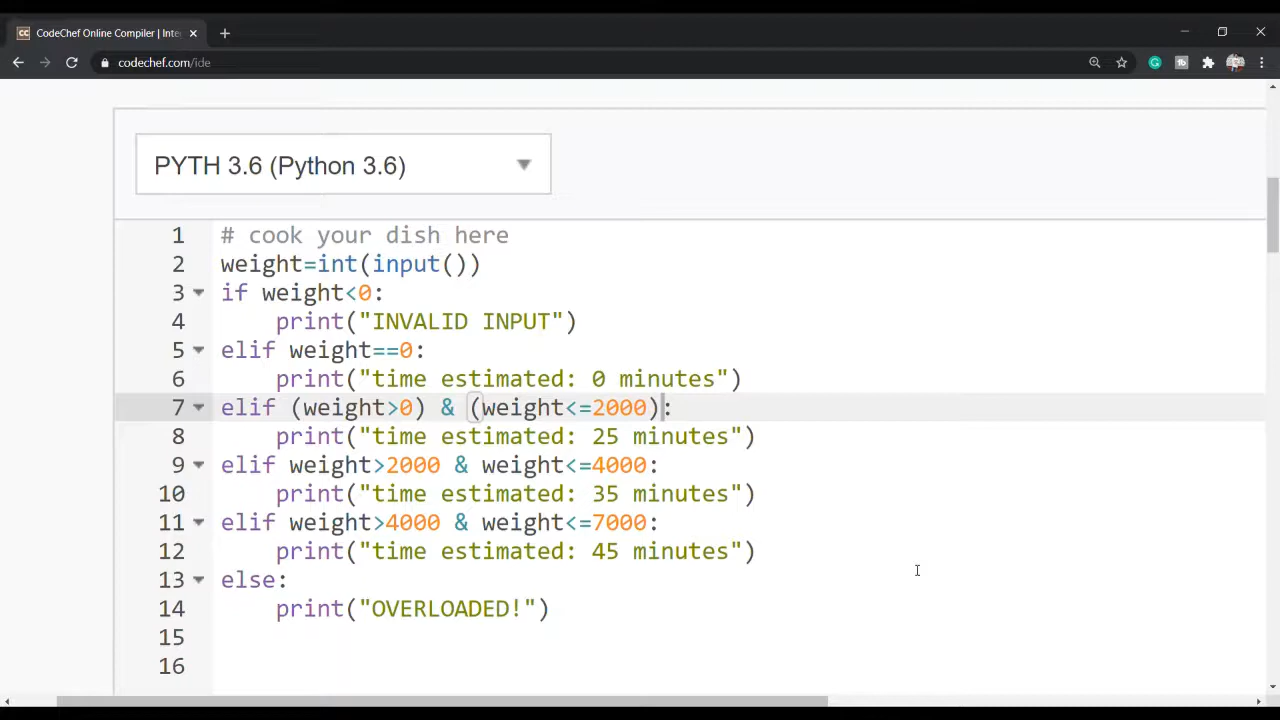 CodeChef Online Compiler | Inte
codechef.com/ide
PYTH 3.6 (Python 3.6)
1 # cook your dish here
2 weight=int(input())
3 if weight<0:
4     print("INVALID INPUT")
5 elif weight==0:
6     print("time estimated: 0 minutes")
7 elif (weight>0) & (weight<=2000):
8     print("time estimated: 25 minutes")
9 elif weight>2000 & weight<=4000:
10     print("time estimated: 35 minutes")
11 elif weight>4000 & weight<=7000:
12     print("time estimated: 45 minutes")
13 else:
14     print("OVERLOADED!")
15
16